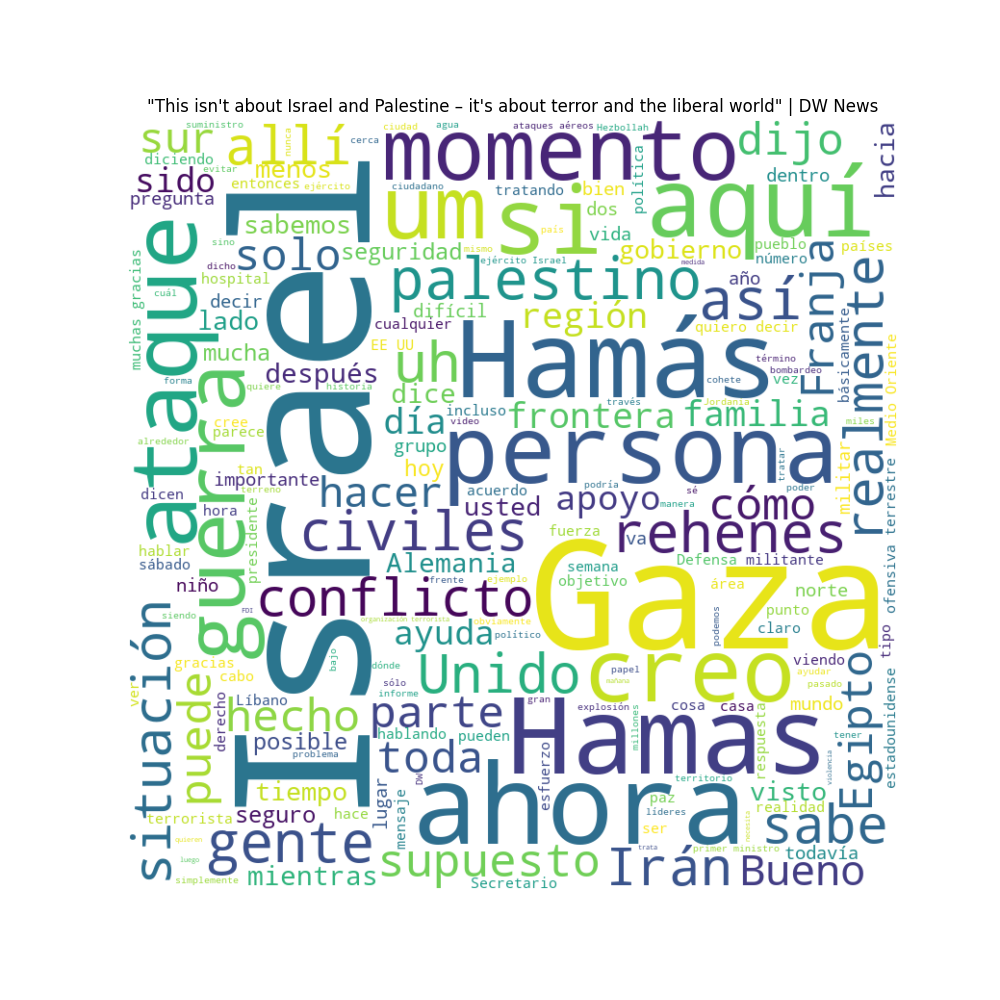 "This isn't about Israel and Palestine – it's about terror and the liberal world" | DW News
suministro
ciudad
agua
ataques aéreos
Hezbollah
sur
nunca
allí
cerca
momento
dijo
hacia
diciendo
evitar
menos
política
dentro
sido
entonces
ejército
ciudadano
tratando
bien
aquí
pregunta
um
si
dos
sabemos
país
vida
gobierno
pueblo
países
sino
solo
seguridad
mismo
número
ataque
dicho
hospital
ejército Israel
medida
muchas gracias
cuál
decir
palestino
así
año
Franja
realmente
lado
difícil
región
quiero decir
básicamente
mucha
EE UU
cualquier
uh
Hamás
término
Medio Oriente
forma
después
bombardeo
quiere
historia
dice
cohete
vez
guerra
Israel
día
incluso
video
través
Jordania
miles
cree
parece
frontera
familia
alrededor
grupo
persona
tan
terreno
importante
hoy
tratar
militar
dicen
hacer
acuerdo
usted
apoyo
podría
manera
sé
poder
cómo
hora
presidente
civiles
rehenes
va
fuerza
hablar
sábado
Alemania
Gaza
semana
objetivo
Defensa
militante
ofensiva terrestre
niño
frente
ejemplo
área
norte
tipo
siendo
FDI
conflicto
organización terrorista
obviamente
punto
situación
ayuda
político
podemos
claro
gracias
bajo
dónde
Unido
creo
papel
viendo
ver
cabo
sólo
informe
mañana
ayudar
pasado
puede
derecho
Líbano
parte
gran
cosa
casa
mundo
Egipto
estadounidense
hecho
explosión
millones
respuesta
posible
hablando
pueden
Hamas
tener
problema
toda
DW
esfuerzo
territorio
violencia
tiempo
lugar
mensaje
ahora
paz
visto
terrorista
seguro
hace
líderes
realidad
sabe
quieren
gente
ser
necesita
luego
supuesto
trata
primer ministro
todavía
simplemente
mientras
Secretario
Irán
Bueno